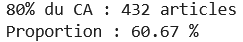 80% du CA : 432 articles
Proportion : 60.67 %